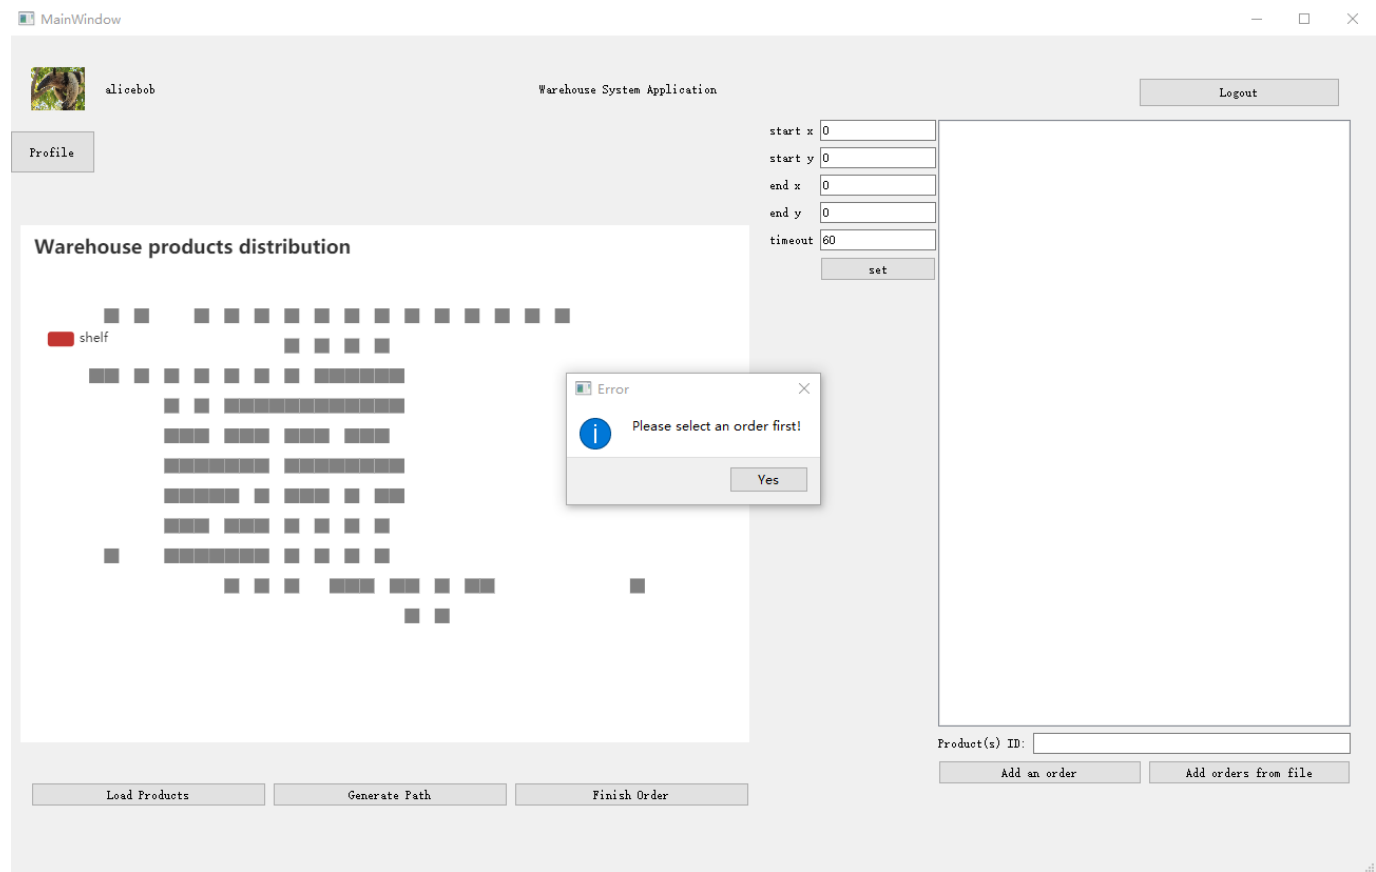 MainWindow
alicebob
Warehouse System Application
Logout
Profile
start x 0
start y 0
end x 0
end y 0
timeout 60
set
Warehouse products distribution
shelf
Error
Please select an order first!
Yes
Product(s) ID:
Add an order
Add orders from file
Load Products
Generate Path
Finish Order